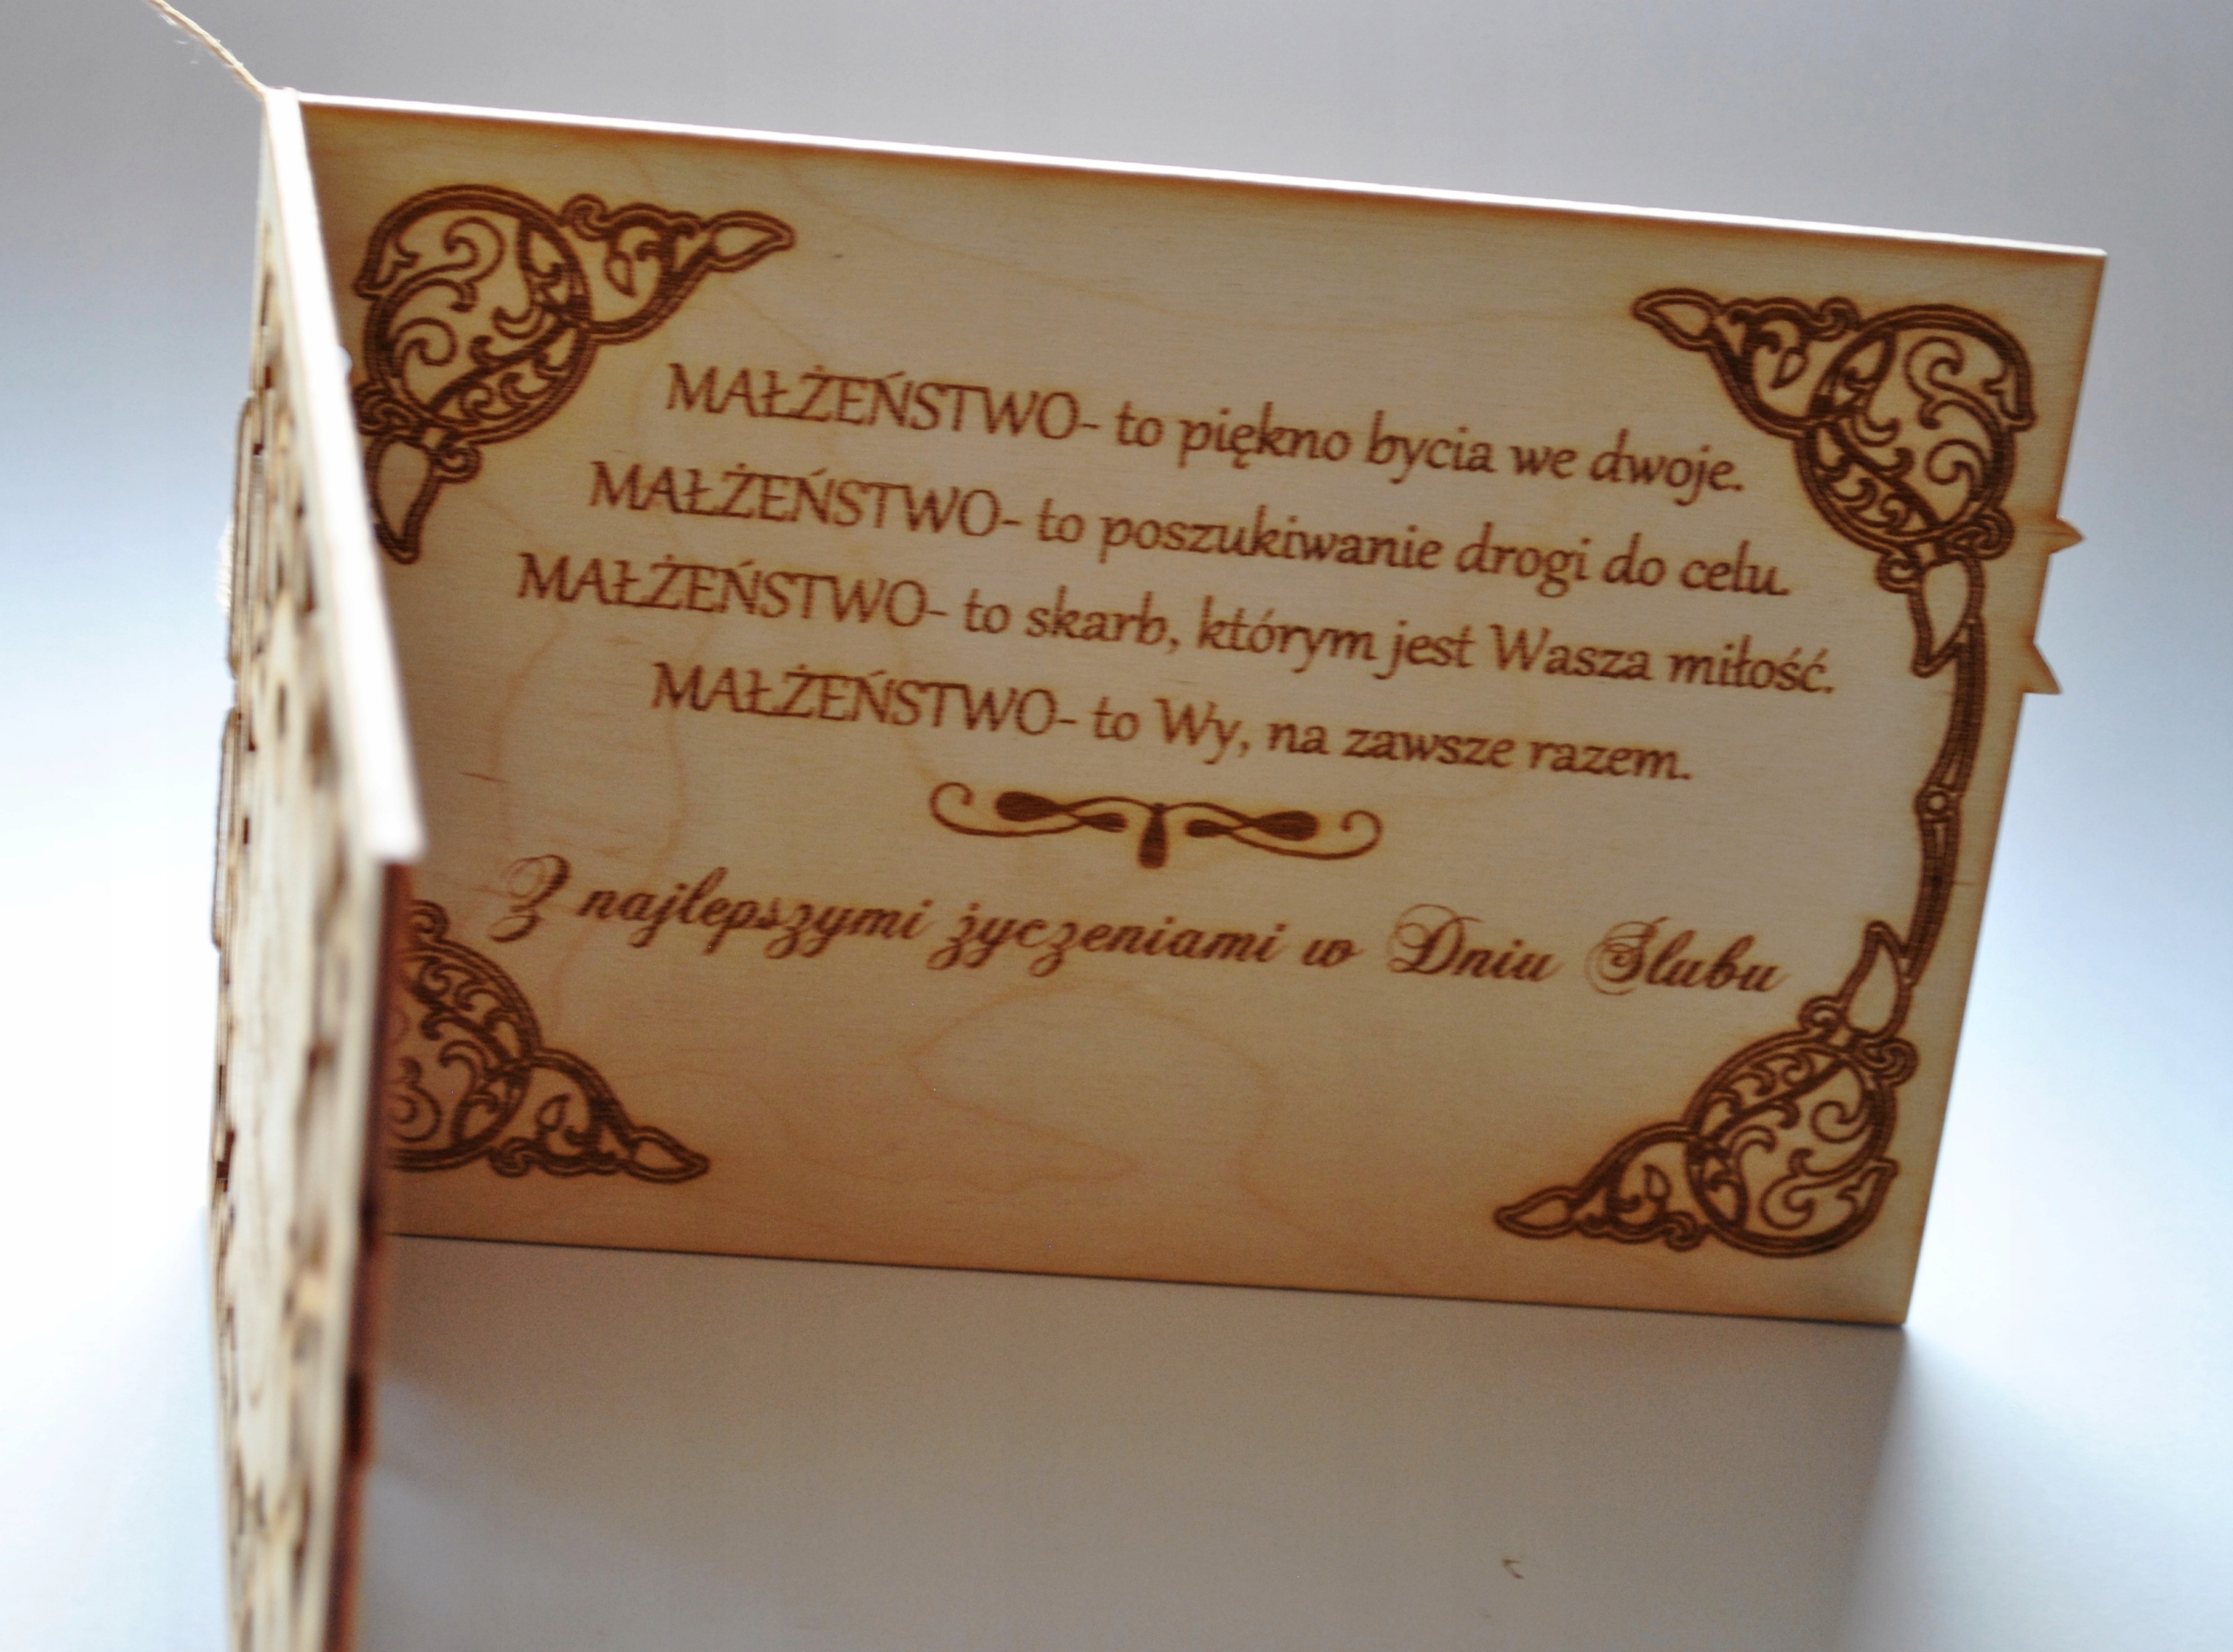 MAŁŻEŃSTWO- to piękno bycia we dwoje.
MAŁŻEŃSTWO- to poszukiwanie drogi do celu.
MAŁŻEŃSTWO- to skarb, którym jest Wasza miłość.
MAŁŻEŃSTWO- to Wy, na zawsze razem.
Z najlepszymi życzeniami w Dniu Ślubu